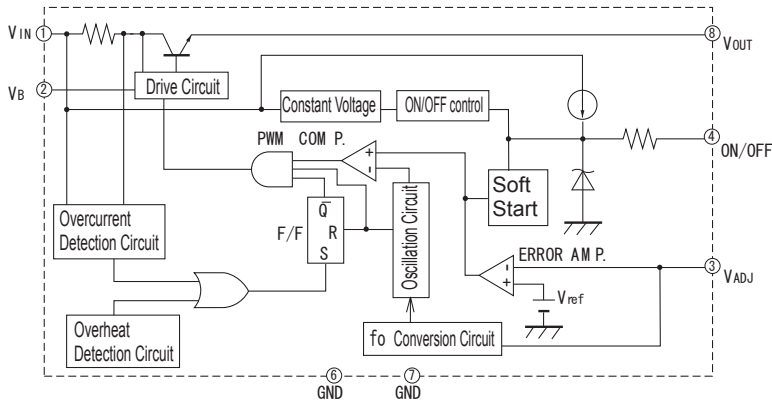 VIN ① ⑧ VOUT
VB ② Drive Circuit
Constant Voltage ON/OFF control
④ ON/OFF
PWM COMP.
+
-
Soft
Start
Overcurrent
Detection Circuit
F/F
Q̅
R
S
Oscillation Circuit
ERROR AMP.
-
+
Vref
③ VADJ
Overheat
Detection Circuit
fo Conversion Circuit
⑥ ⑦
GND GND